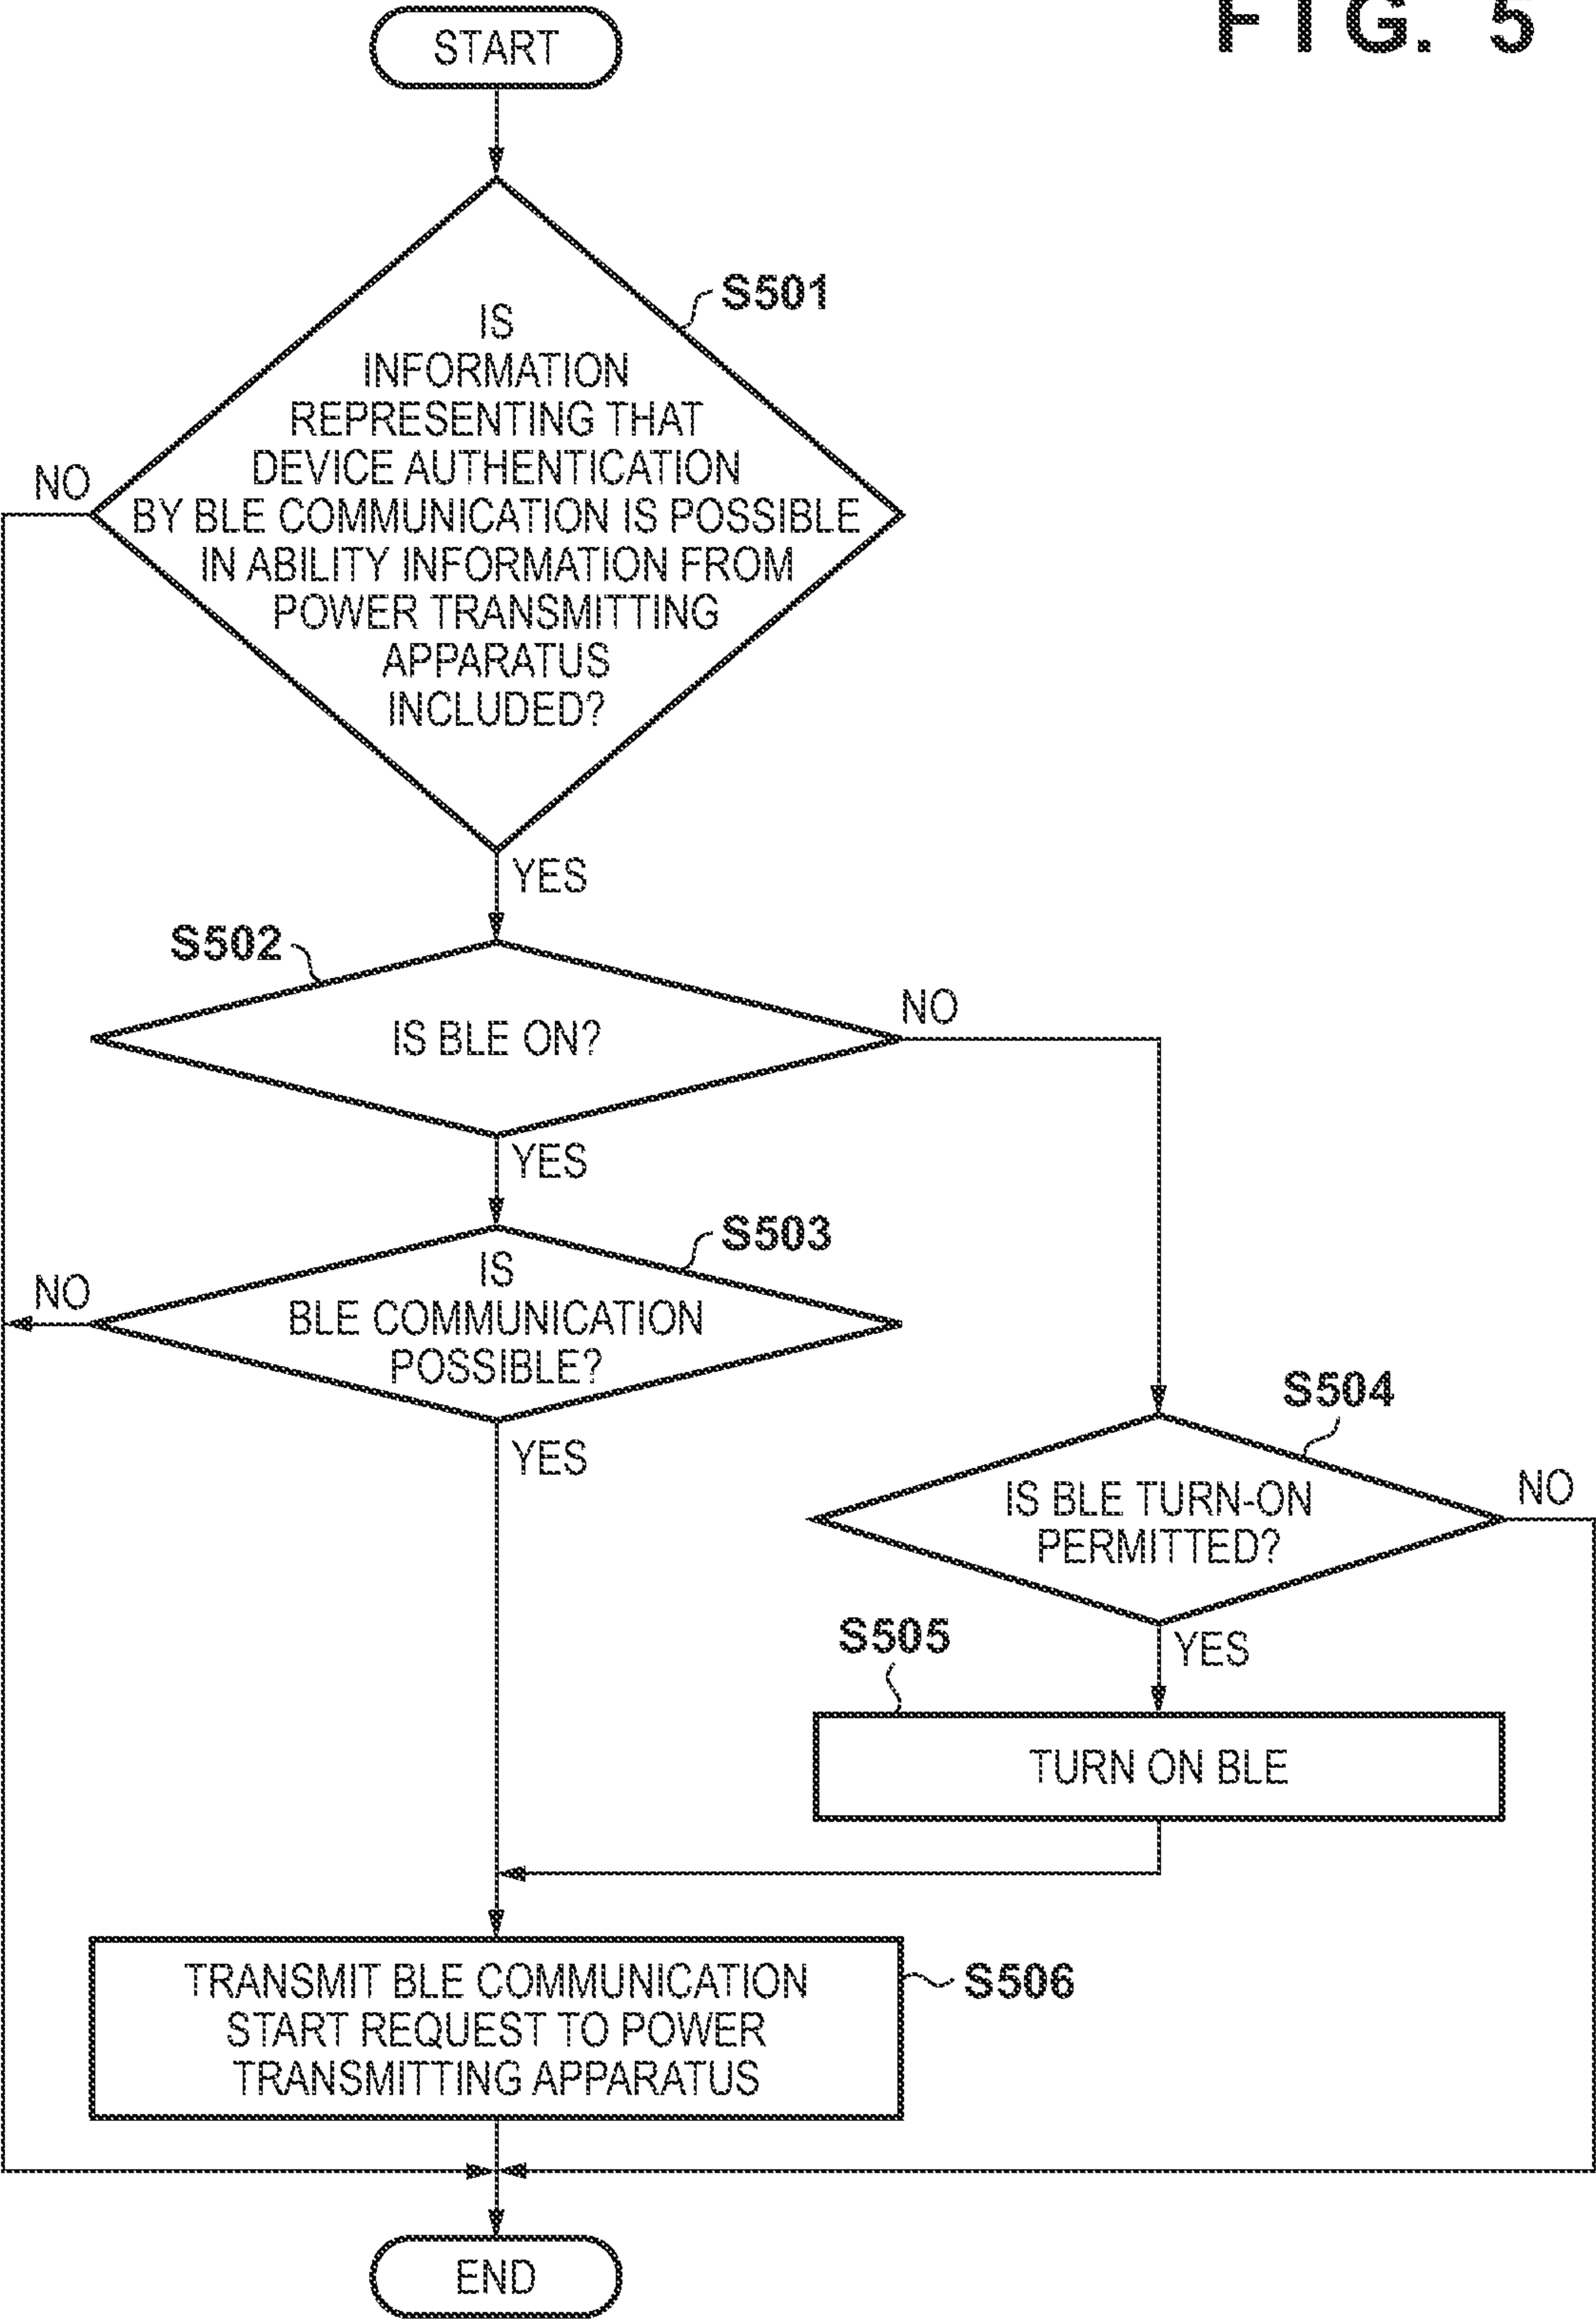 FIG. 5
START
S501
IS
INFORMATION
REPRESENTING THAT
DEVICE AUTHENTICATION
BY BLE COMMUNICATION IS POSSIBLE
IN ABILITY INFORMATION FROM
POWER TRANSMITTING
APPARATUS
INCLUDED?
NO
YES
S502
IS BLE ON?
NO
YES
S503
IS
BLE COMMUNICATION
POSSIBLE?
NO
YES
S504
IS BLE TURN-ON
PERMITTED?
NO
YES
S505
TURN ON BLE
TRANSMIT BLE COMMUNICATION
START REQUEST TO POWER
TRANSMITTING APPARATUS
S506
END